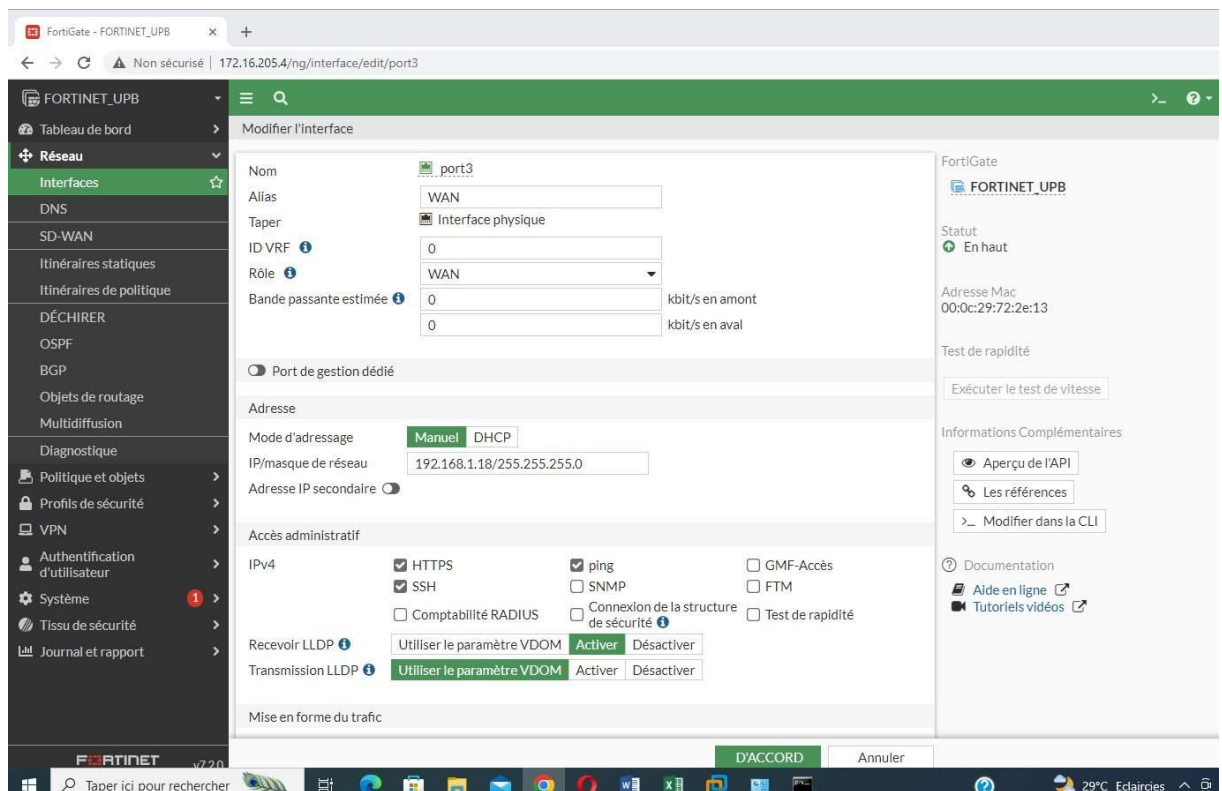 FortiGate - FORTINET_UPB
Non sécurisé | 172.16.205.4/ng/interface/edit/port3
FORTINET_UPB
Tableau de bord
Réseau
Interfaces
DNS
SD-WAN
Itinéraires statiques
Itinéraires de politique
DÉCHIRER
OSPF
BGP
Objets de routage
Multidiffusion
Diagnostique
Politique et objets
Profils de sécurité
VPN
Authentification
d'utilisateur
Système 1
Tissu de sécurité
Journal et rapport
FORTINET v7.2.0
Modifier l'interface
Nom port3
Alias WAN
Taper Interface physique
ID VRF 0
Rôle WAN
Bande passante estimée 0 kbit/s en amont
0 kbit/s en aval
Port de gestion dédié
Adresse
Mode d'adressage Manuel DHCP
IP/masque de réseau 192.168.1.18/255.255.255.0
Adresse IP secondaire
Accès administratif
IPv4 HTTPS ping GMF-Accès
SSH SNMP FTM
Comptabilité RADIUS Connexion de la structure de sécurité Test de rapidité
Recevoir LLDP Utiliser le paramètre VDOM Activer Désactiver
Transmission LLDP Utiliser le paramètre VDOM Activer Désactiver
Mise en forme du trafic
D'ACCORD Annuler
FortiGate
FORTINET_UPB
Statut
En haut
Adresse Mac
00:0c:29:72:2e:13
Test de rapidité
Exécuter le test de vitesse
Informations Complémentaires
Aperçu de l'API
Les références
>_ Modifier dans la CLI
Documentation
Aide en ligne
Tutoriels vidéos
Taper ici pour rechercher
29°C Eclaircies